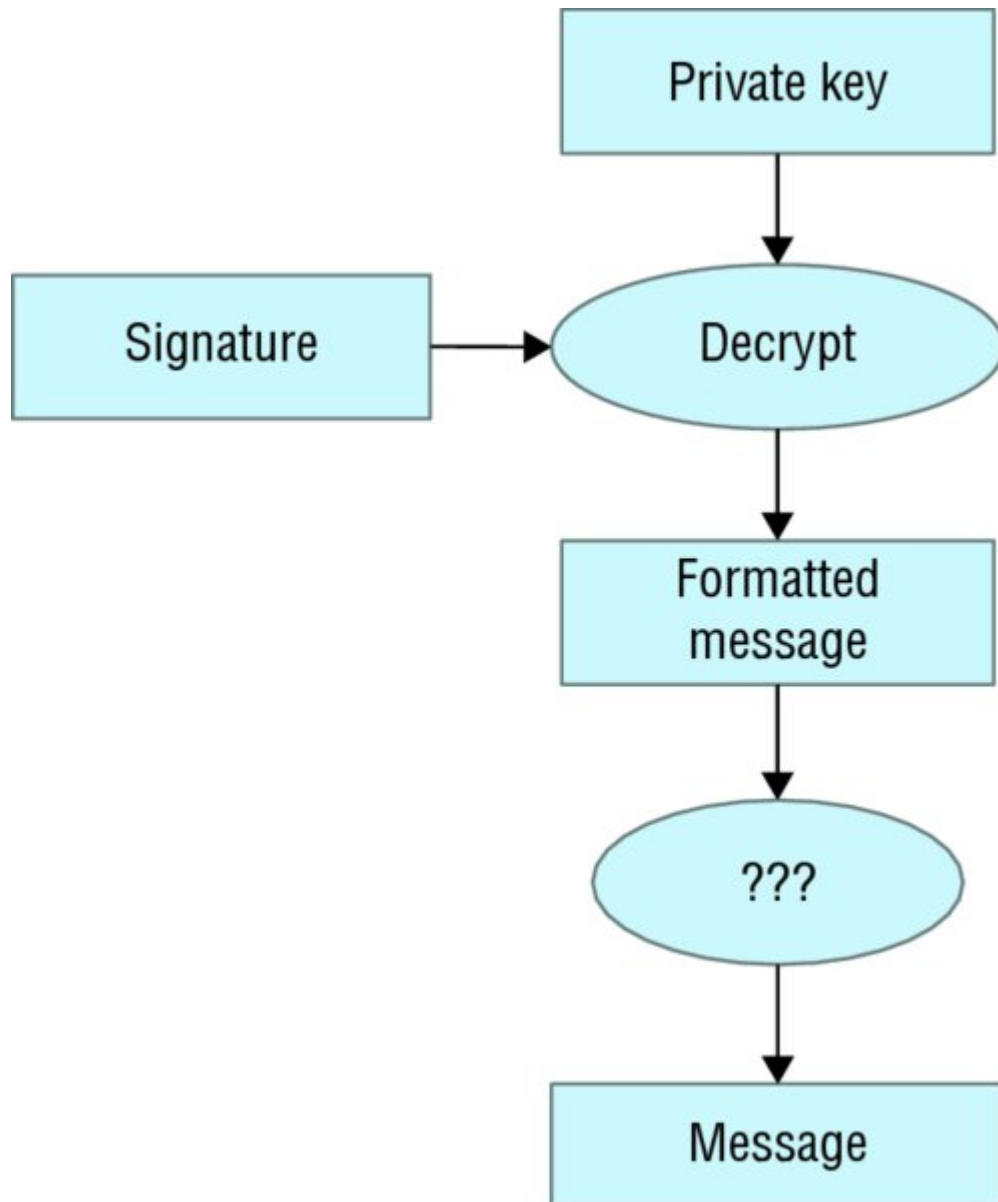 Private key
Signature
Decrypt
Formatted
message
???
Message